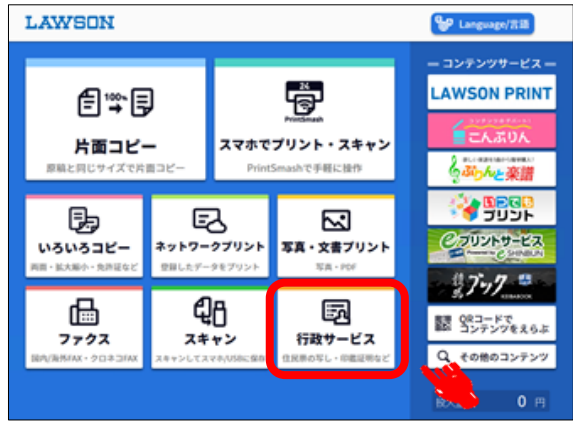 LAWSON
Language/言語
100%
片面コピー
原稿と同じサイズで片面コピー
24
PrintSmash
スマホでプリント・スキャン
PrintSmashで手軽に操作
いろいろコピー
両面・拡大縮小・免許証など
ネットワークプリント
登録したデータをプリント
写真・文書プリント
写真・PDF
ファクス
国内/海外FAX・クロネコFAX
スキャン
スキャンしてスマホ/USBに保存
行政サービス
住民票の写し・印鑑証明など
コンテンツサービス
LAWSON PRINT
こんぷりん
ぷりんと楽譜
いつでも
プリント
プリントサービス
Powered by e-SHINBUN
競馬ブック
KEIBABOOK
QRコードで
コンテンツをえらぶ
その他のコンテンツ
0 円